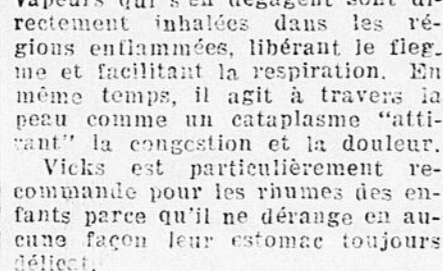 vapeurs qui s'en dégagent sont di-
rectement inhalées dans les ré-
gions enflammées, libérant le fleg-
me et facilitant la respiration. En
même temps, il agit à travers la
peau comme un cataplasme "atti-
rant" la congestion et la douleur.
Vicks est particulièrement re-
commande pour les rhumes des en-
fants parce qu'il ne dérange en au-
cune façon leur estomac toujours
délicat.